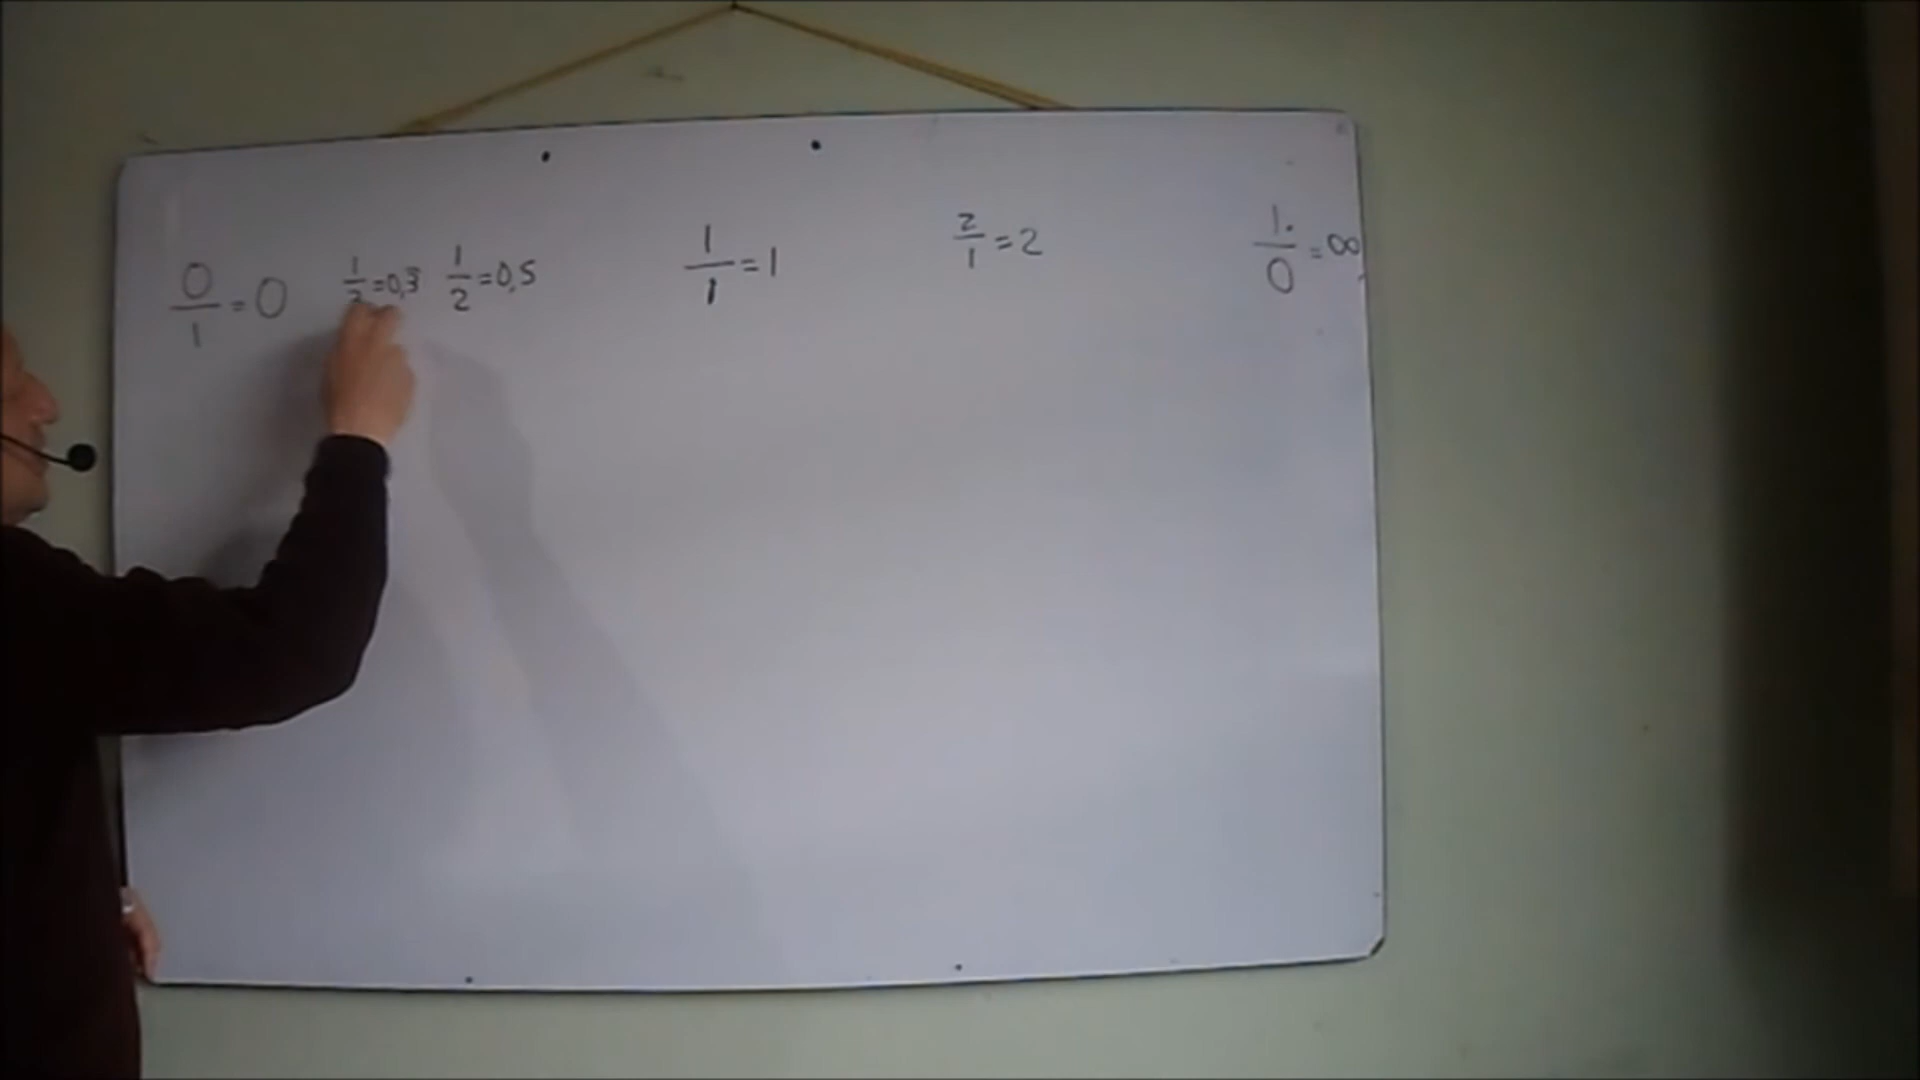 0/1 = 0
1/3 = 0,3̅
1/2 = 0,5
1/1 = 1
2/1 = 2
1/0 = ∞